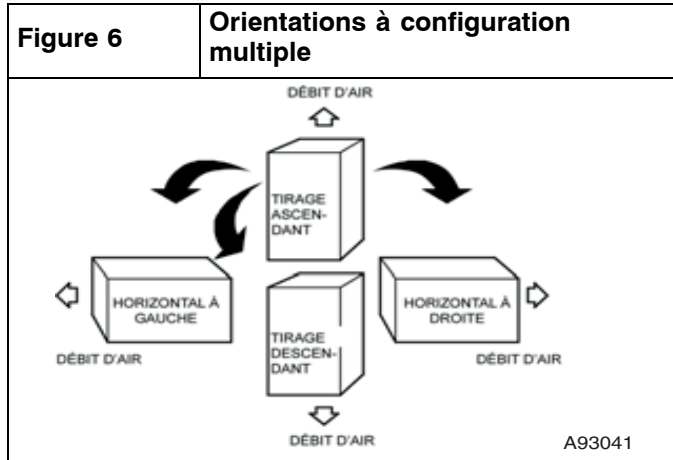 Figure 6
Orientations à configuration
multiple
DÉBIT D'AIR
TIRAGE
ASCEN-
DANT
HORIZONTAL À
GAUCHE
HORIZONTAL À
DROITE
DÉBIT D'AIR
TIRAGE
DESCEN-
DANT
DÉBIT D'AIR
DÉBIT D'AIR
A93041